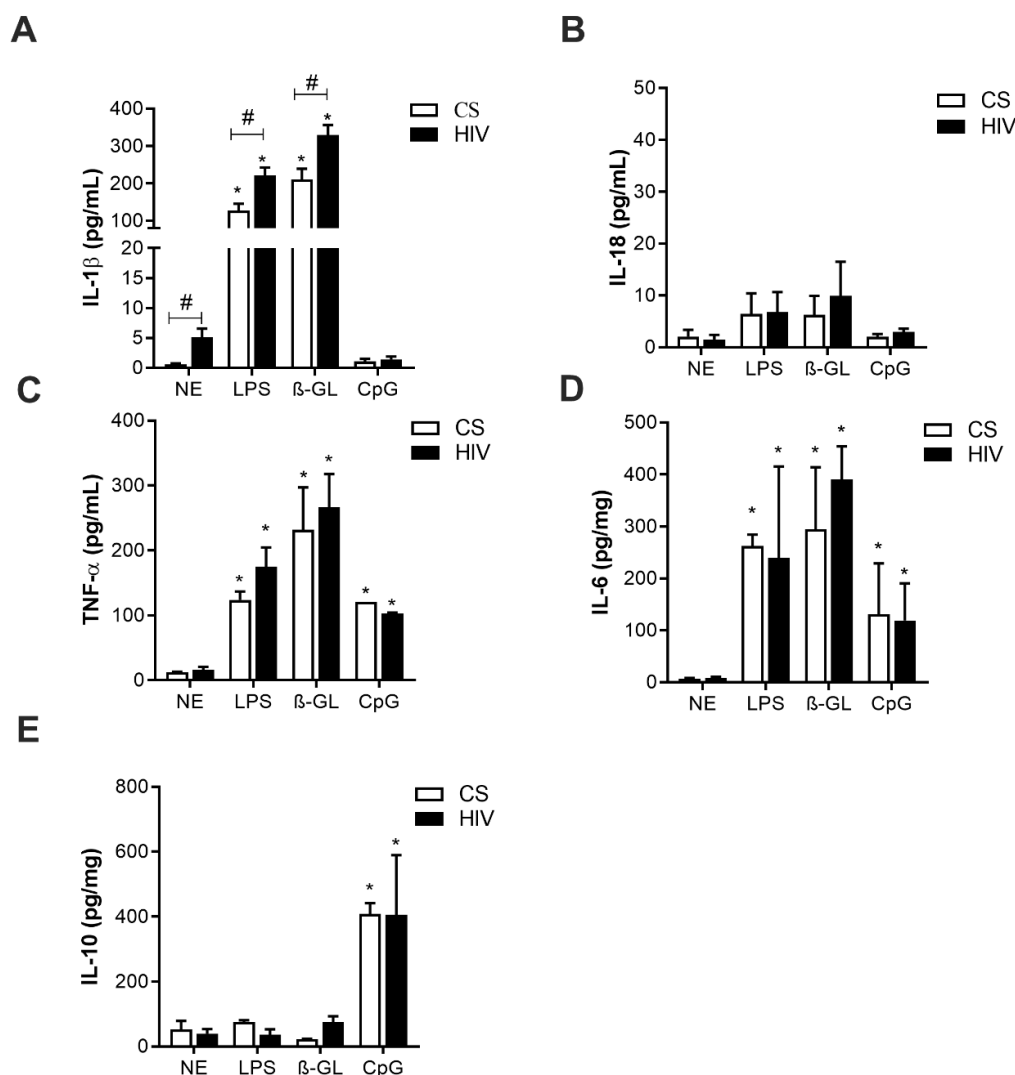 A
IL-1β (pg/mL)
400
300
200
100
20
15
10
5
0
#
#
#
*
*
*
*
CS
HIV
NE LPS ß-GL CpG
B
IL-18 (pg/mL)
50
40
30
20
10
0
CS
HIV
NE LPS ß-GL CpG
C
TNF-α (pg/mL)
400
300
200
100
0
*
*
*
*
*
*
CS
HIV
NE LPS ß-GL CpG
D
IL-6 (pg/mg)
500
400
300
200
100
0
*
*
*
*
*
*
CS
HIV
NE LPS ß-GL CpG
E
IL-10 (pg/mg)
800
600
400
200
0
*
*
CS
HIV
NE LPS ß-GL CpG